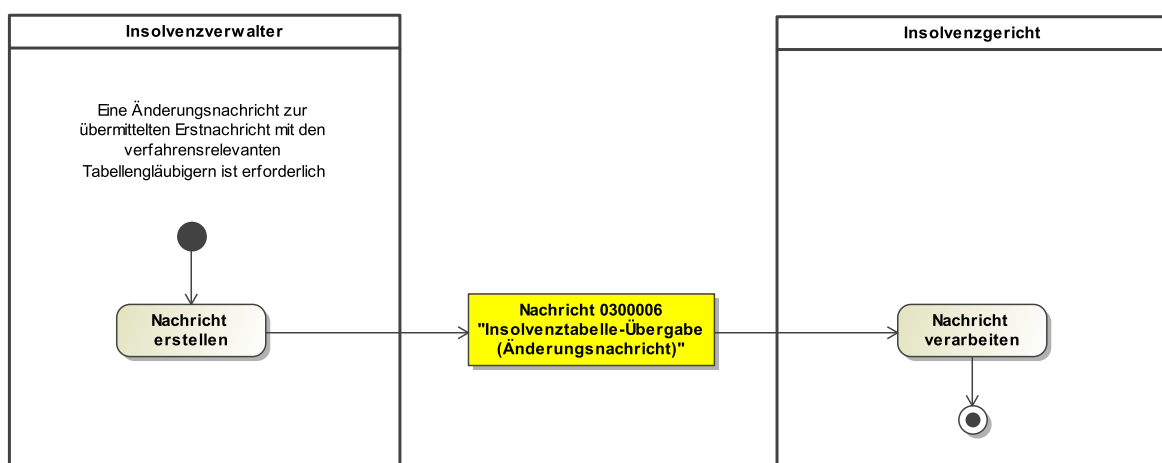 Insolvenzverwalter
Insolvenzgericht
Eine Änderungsnachricht zur
übermittelten Erstnachricht mit den
verfahrensrelevanten
Tabellengläubigern ist erforderlich
Nachricht
erstellen
Nachricht 0300006
"Insolvenztabelle-Übergabe
(Änderungsnachricht)"
Nachricht
verarbeiten